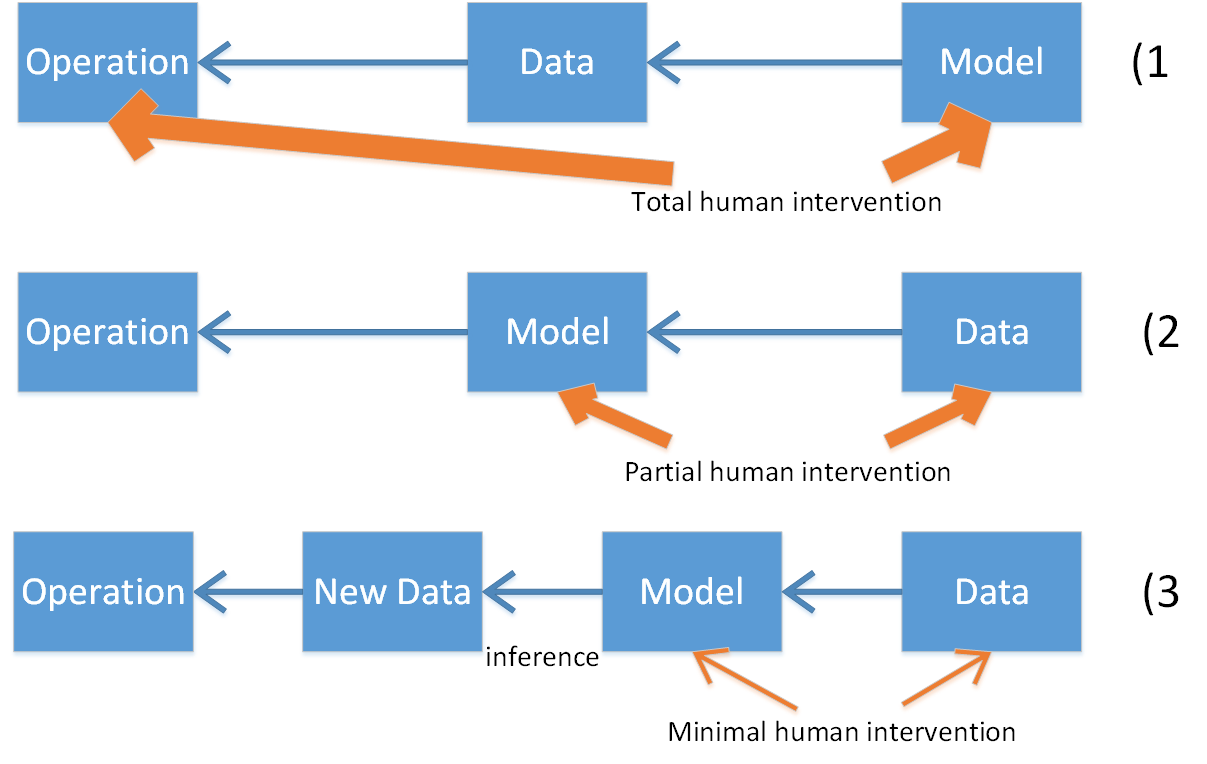 Operation Data Model (1
Total human intervention
Operation Model Data (2
Partial human intervention
Operation New Data Model Data (3
inference
Minimal human intervention